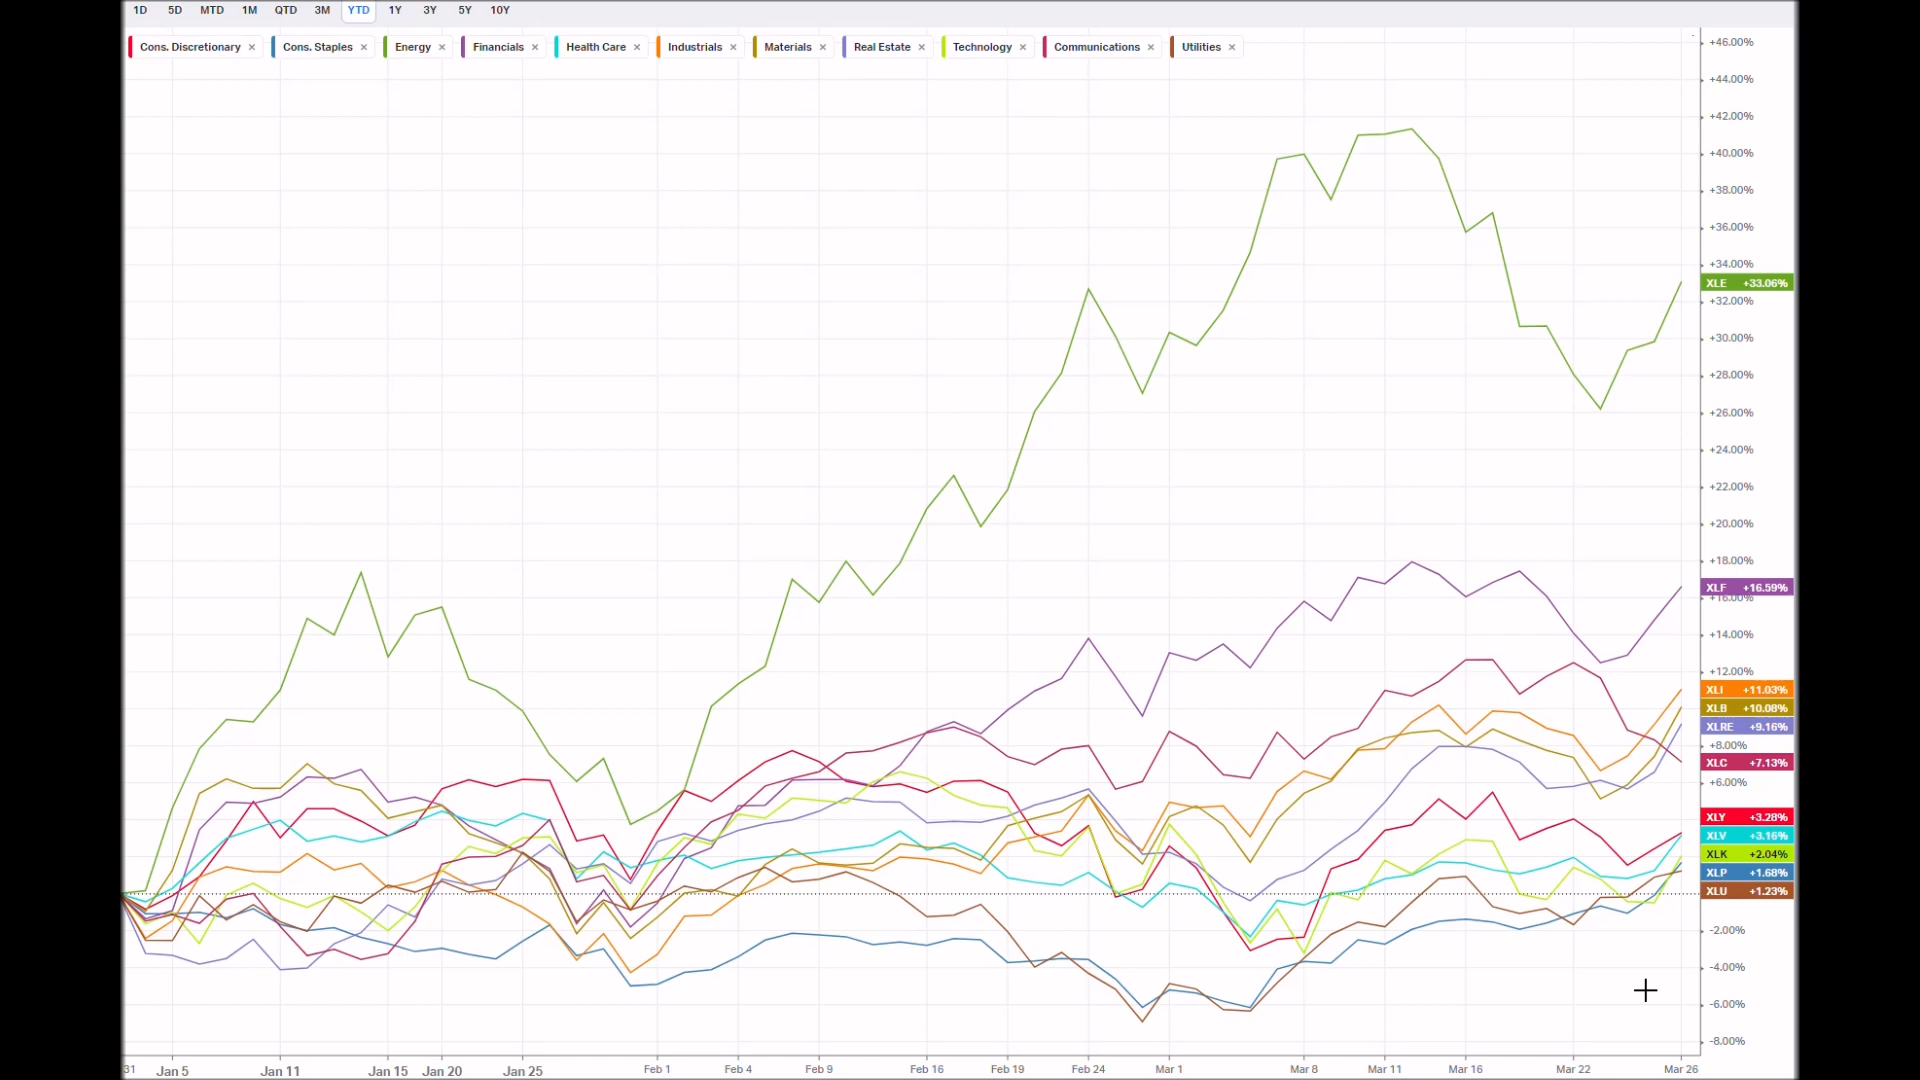 1D 5D MTD 1M QTD 3M YTD 1Y 3Y 5Y 10Y
Cons. Discretionary × Cons. Staples × Energy × Financials × Health Care × Industrials × Materials × Real Estate × Technology × Communications × Utilities ×
+46.00%
+44.00%
+42.00%
+40.00%
+38.00%
+36.00%
+34.00%
XLE +33.06%
+32.00%
+30.00%
+28.00%
+26.00%
+24.00%
+22.00%
+20.00%
+18.00%
XLF +16.59%
+16.00%
+14.00%
+12.00%
XLI +11.03%
XLB +10.08%
XLRE +9.16%
+8.00%
XLC +7.13%
+6.00%
XLY +3.28%
XLV +3.16%
XLK +2.04%
XLP +1.68%
XLU +1.23%
-2.00%
-4.00%
-6.00%
-8.00%
31 Jan 5 Jan 11 Jan 15 Jan 20 Jan 25 Feb 1 Feb 4 Feb 9 Feb 16 Feb 19 Feb 24 Mar 1 Mar 8 Mar 11 Mar 16 Mar 22 Mar 26